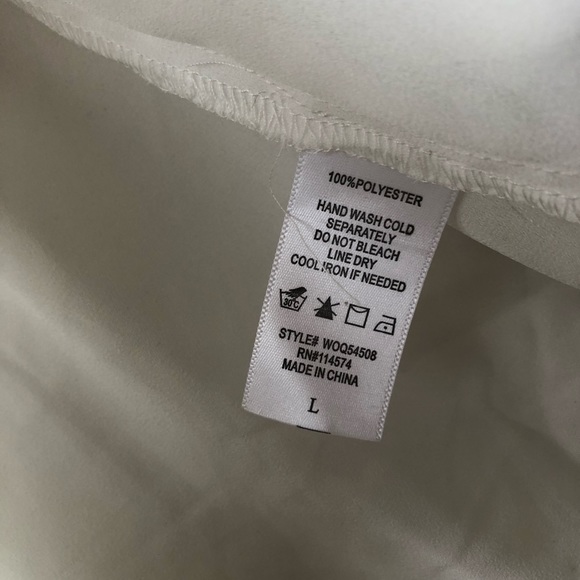 100%POLYESTER
HAND WASH COLD
SEPARATELY
DO NOT BLEACH
LINE DRY
COOL IRON IF NEEDED
30°C
STYLE# WOQ54508
RN#114574
MADE IN CHINA
L